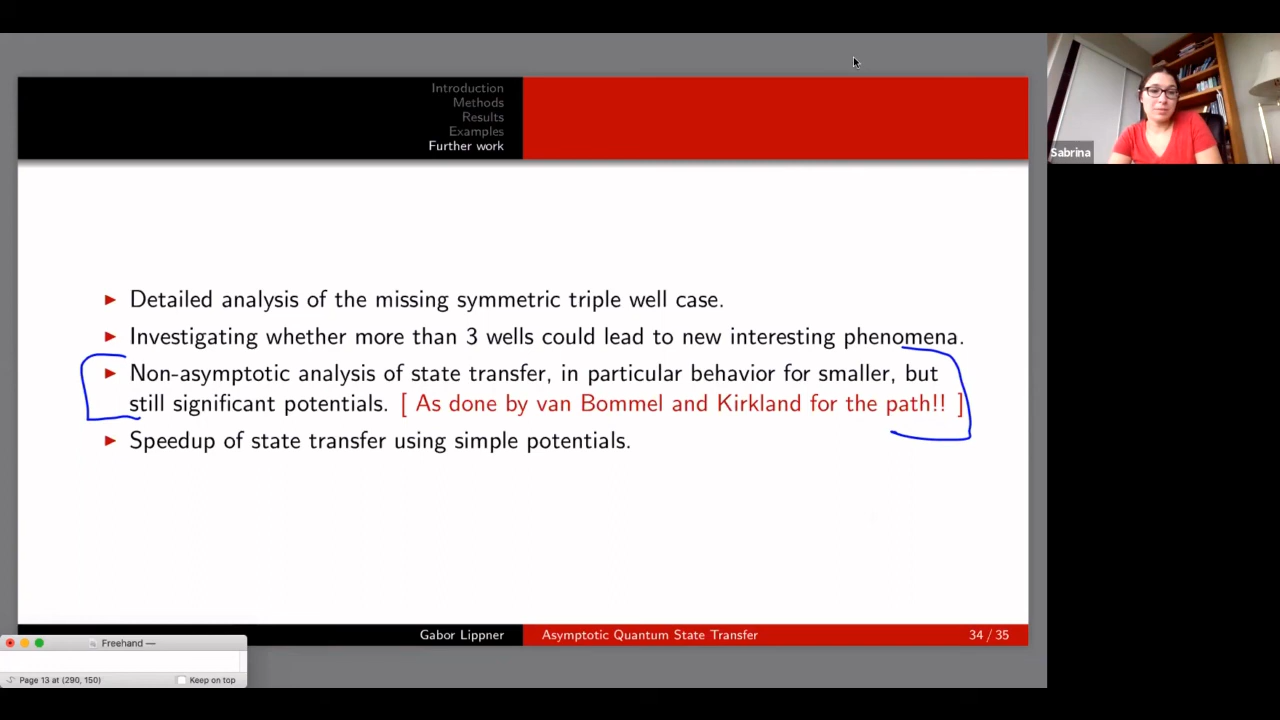 Introduction
Methods
Results
Examples
Further work
Sabrina
Detailed analysis of the missing symmetric triple well case.
Investigating whether more than 3 wells could lead to new interesting phenomena.
Non-asymptotic analysis of state transfer, in particular behavior for smaller, but
still significant potentials. [ As done by van Bommel and Kirkland for the path!! ]
Speedup of state transfer using simple potentials.
Gabor Lippner Asymptotic Quantum State Transfer 34 / 35
Freehand —
Page 13 at (290, 150) Keep on top